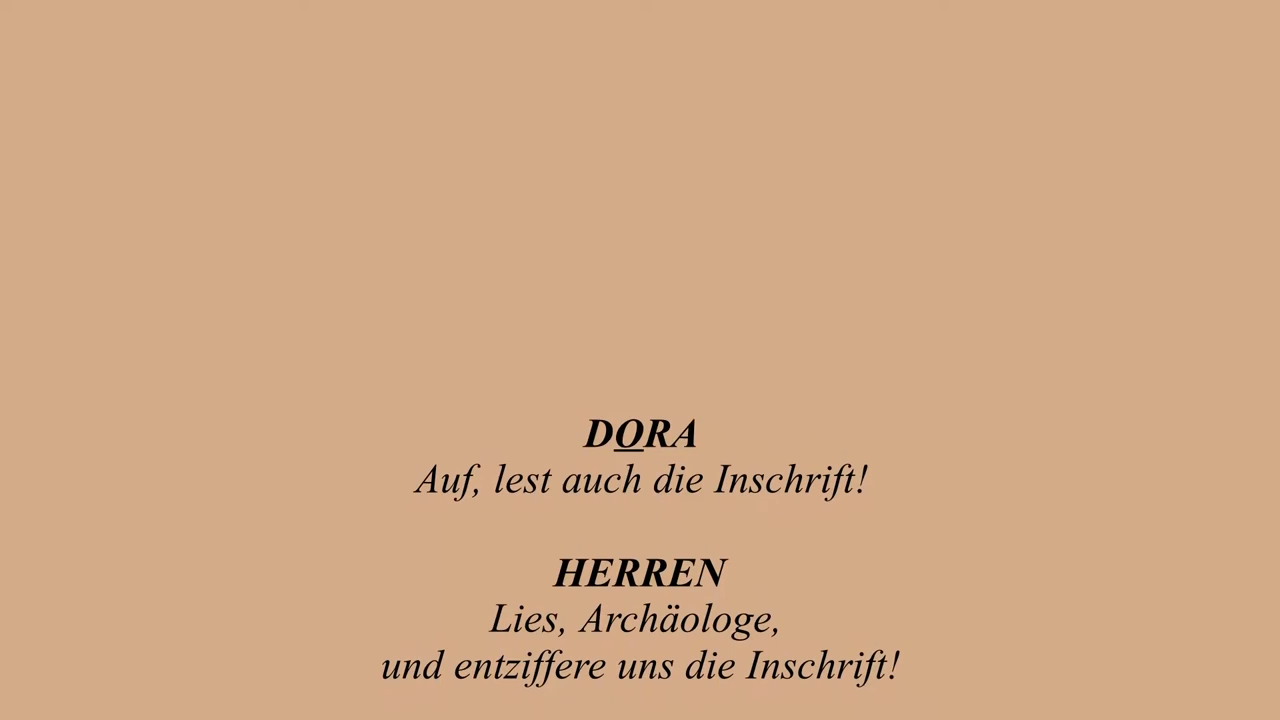 DORA
Auf, lest auch die Inschrift!
HERREN
Lies, Archäologe,
und entziffere uns die Inschrift!